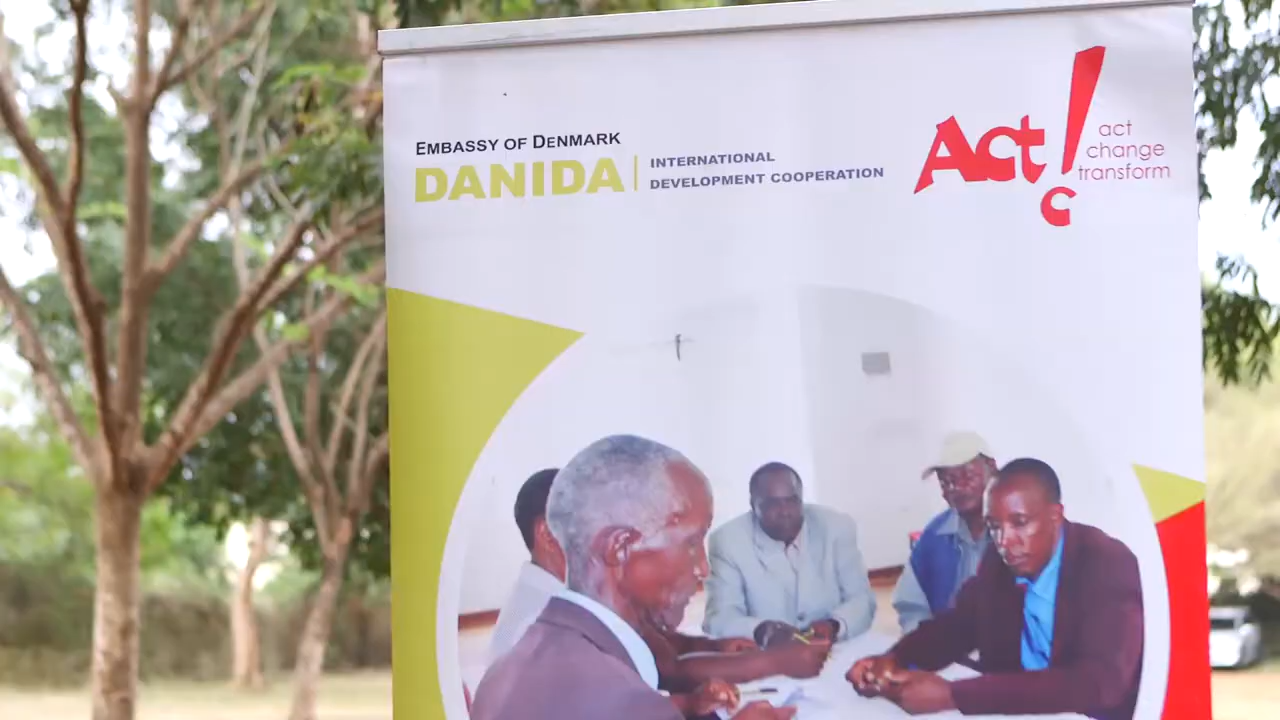 EMBASSY OF DENMARK
DANIDA
INTERNATIONAL
DEVELOPMENT COOPERATION
Act!
act
change
transform
c